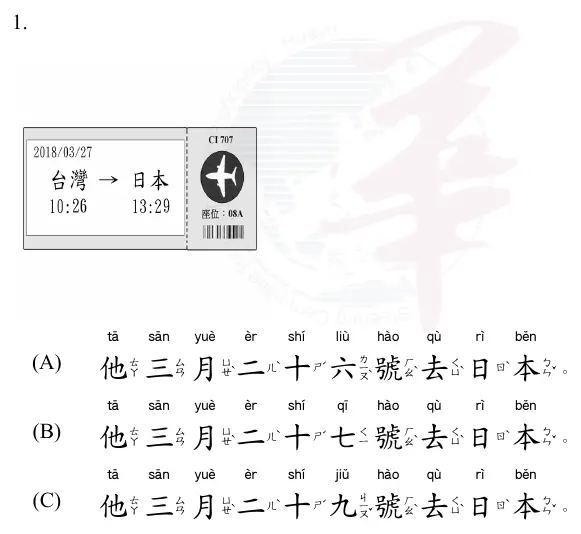 1.
2018/03/27
台灣 → 日本
10:26 13:29
CI 707
座位：08A
tā sān yuè èr shí liù hào qù rì běn
(A) 他ㄊㄚ三ㄙㄢ月ㄩㄝˋ二ㄦˋ十ㄕˊ六ㄌㄧㄡˋ號ㄏㄠˋ去ㄑㄩˋ日ㄖˋ本ㄅㄣˇ。
tā sān yuè èr shí qī hào qù rì běn
(B) 他ㄊㄚ三ㄙㄢ月ㄩㄝˋ二ㄦˋ十ㄕˊ七ㄑㄧ號ㄏㄠˋ去ㄑㄩˋ日ㄖˋ本ㄅㄣˇ。
tā sān yuè èr shí jiǔ hào qù rì běn
(C) 他ㄊㄚ三ㄙㄢ月ㄩㄝˋ二ㄦˋ十ㄕˊ九ㄐㄧㄡˇ號ㄏㄠˋ去ㄑㄩˋ日ㄖˋ本ㄅㄣˇ。